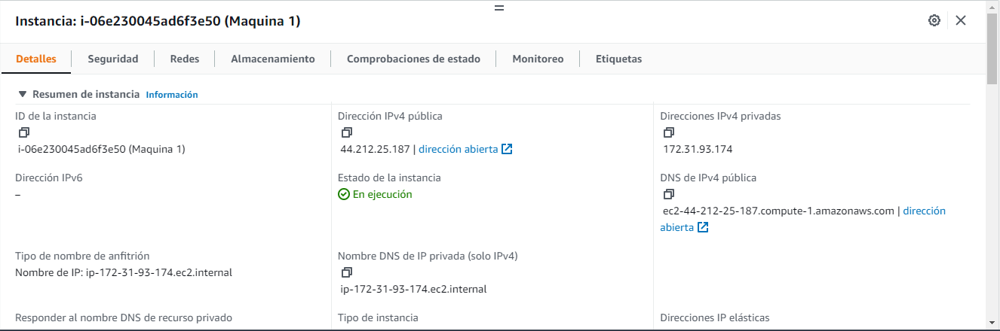 Instancia: i-06e230045ad6f3e50 (Maquina 1)
Detalles
Seguridad
Redes
Almacenamiento
Comprobaciones de estado
Monitoreo
Etiquetas
Resumen de instancia Información
ID de la instancia
i-06e230045ad6f3e50 (Maquina 1)
Dirección IPv4 pública
44.212.25.187 | dirección abierta
Direcciones IPv4 privadas
172.31.93.174
Dirección IPv6
–
Estado de la instancia
En ejecución
DNS de IPv4 pública
ec2-44-212-25-187.compute-1.amazonaws.com | dirección
abierta
Tipo de nombre de anfitrión
Nombre de IP: ip-172-31-93-174.ec2.internal
Nombre DNS de IP privada (solo IPv4)
ip-172-31-93-174.ec2.internal
Responder al nombre DNS de recurso privado
Tipo de instancia
Direcciones IP elásticas